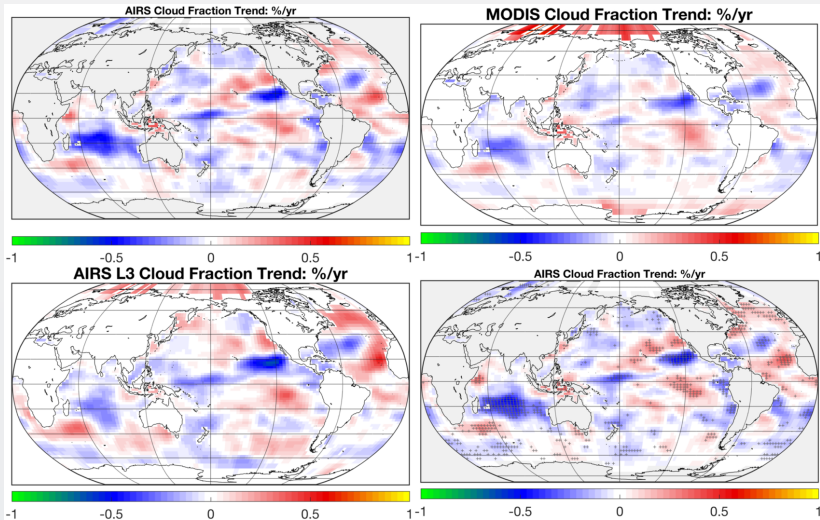 AIRS Cloud Fraction Trend: %/yr
-1 -0.5 0 0.5 1
MODIS Cloud Fraction Trend: %/yr
-1 -0.5 0 0.5 1
AIRS L3 Cloud Fraction Trend: %/yr
-1 -0.5 0 0.5 1
AIRS Cloud Fraction Trend: %/yr
-1 -0.5 0 0.5 1